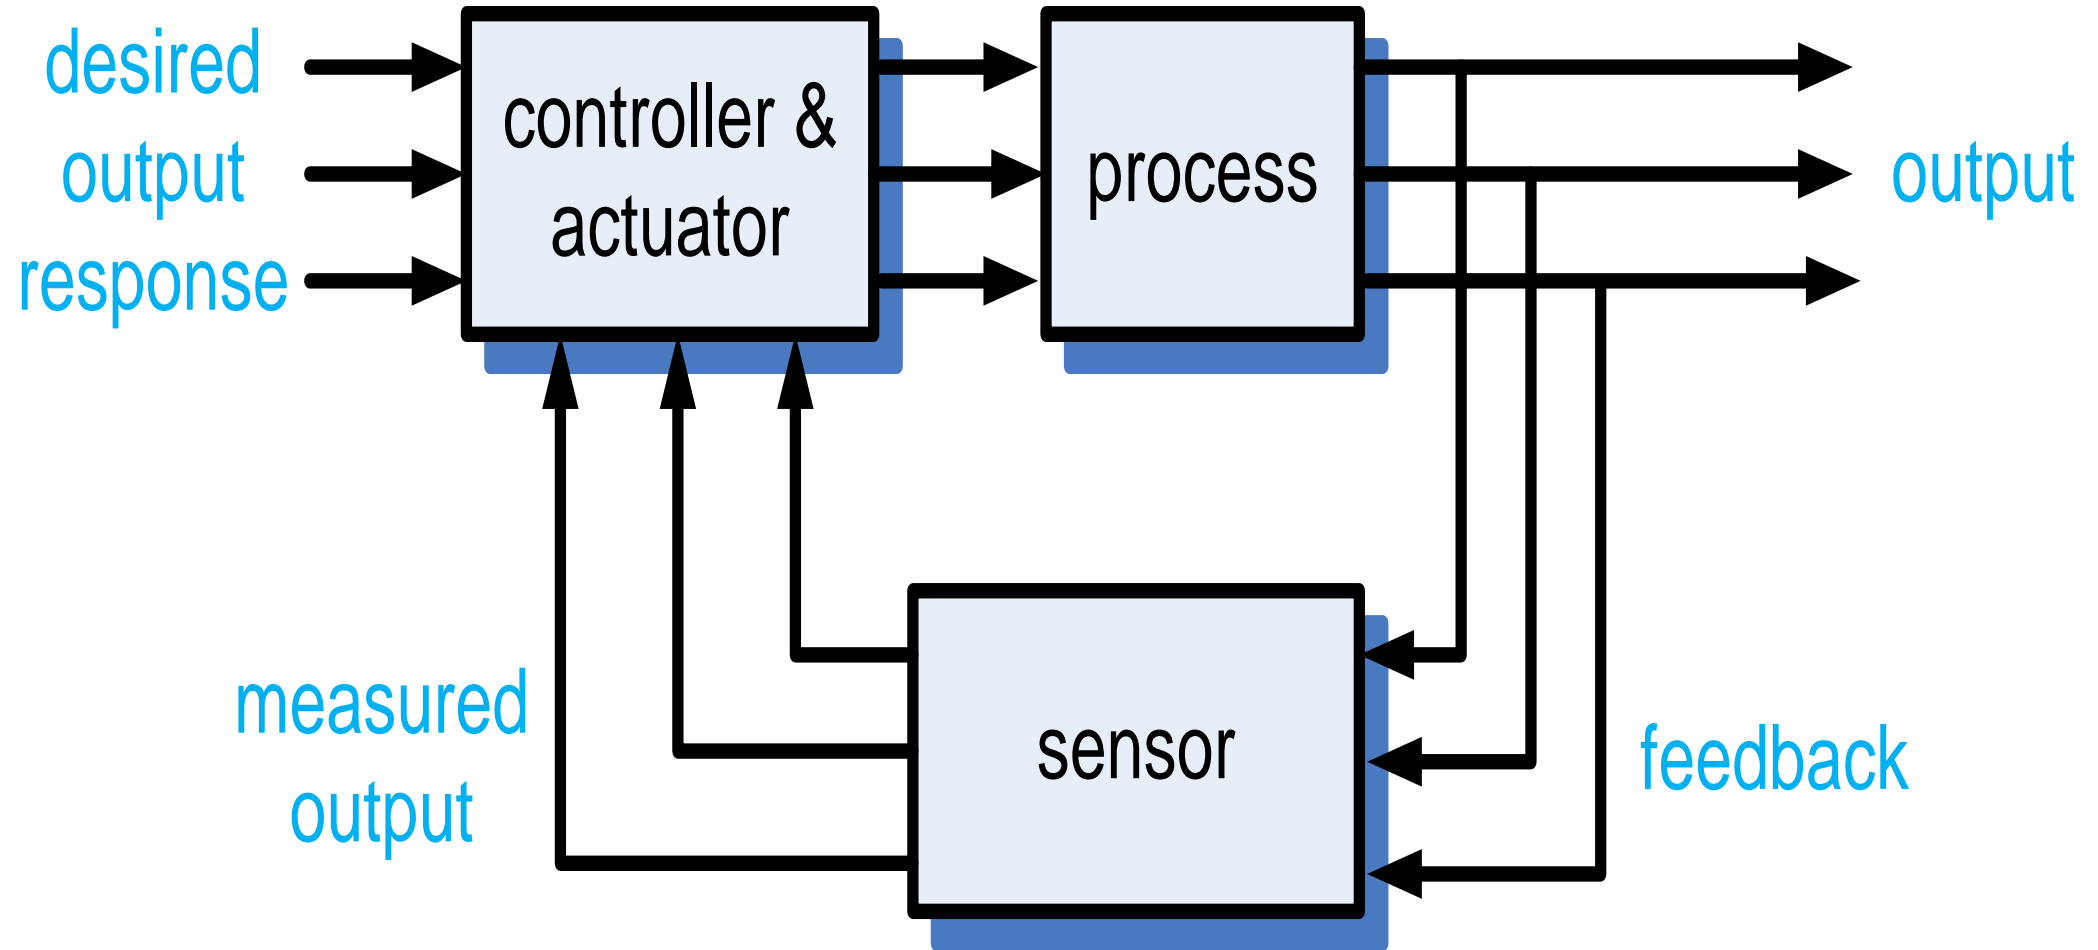 desired
output
response
controller &
actuator
process
output
measured
output
sensor
feedback